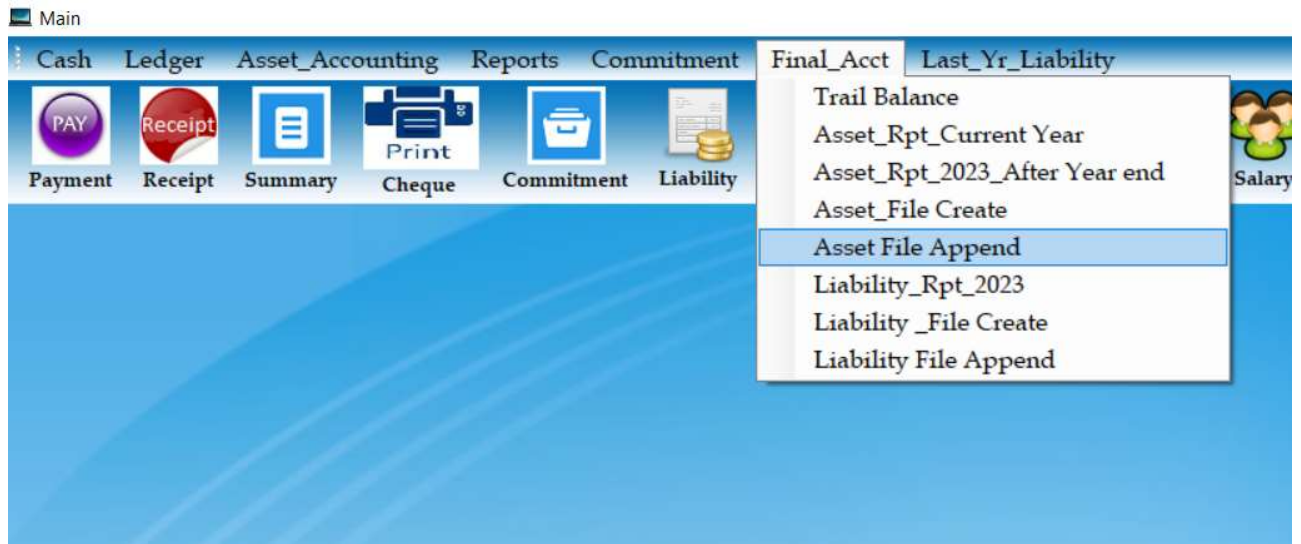 Main
Cash Ledger Asset_Accounting Reports Commitment Final_Acct Last_Yr_Liability
PAY
Receipt
Print
Payment Receipt Summary Cheque Commitment Liability Salary
Trail Balance
Asset_Rpt_Current Year
Asset_Rpt_2023_After Year end
Asset_File Create
Asset File Append
Liability_Rpt_2023
Liability _File Create
Liability File Append